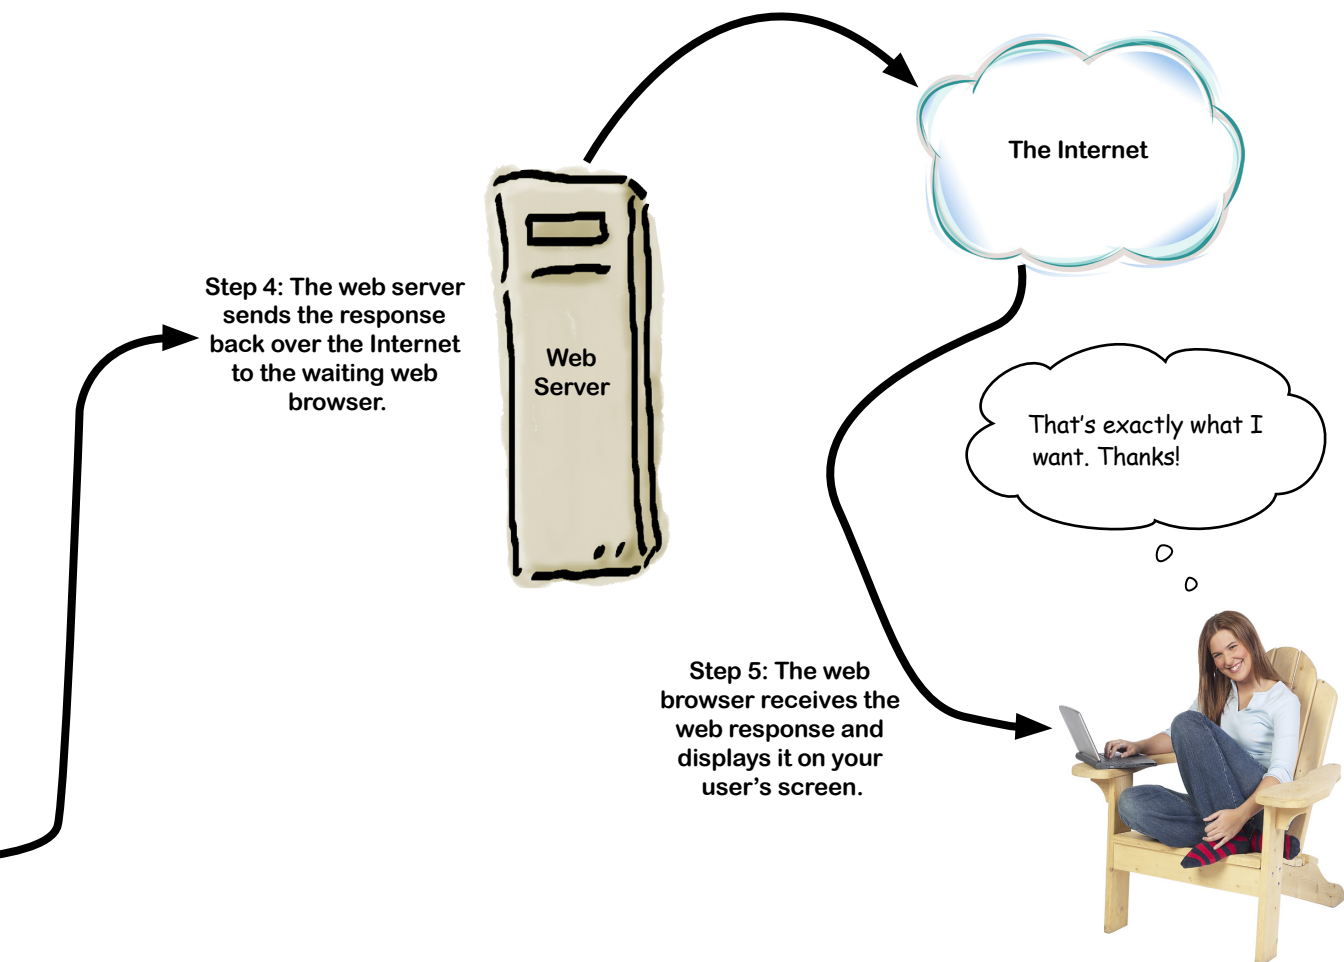 The Internet
Step 4: The web server
sends the response
back over the Internet
to the waiting web
browser.
Web
Server
That's exactly what I
want. Thanks!
Step 5: The web
browser receives the
web response and
displays it on your
user's screen.